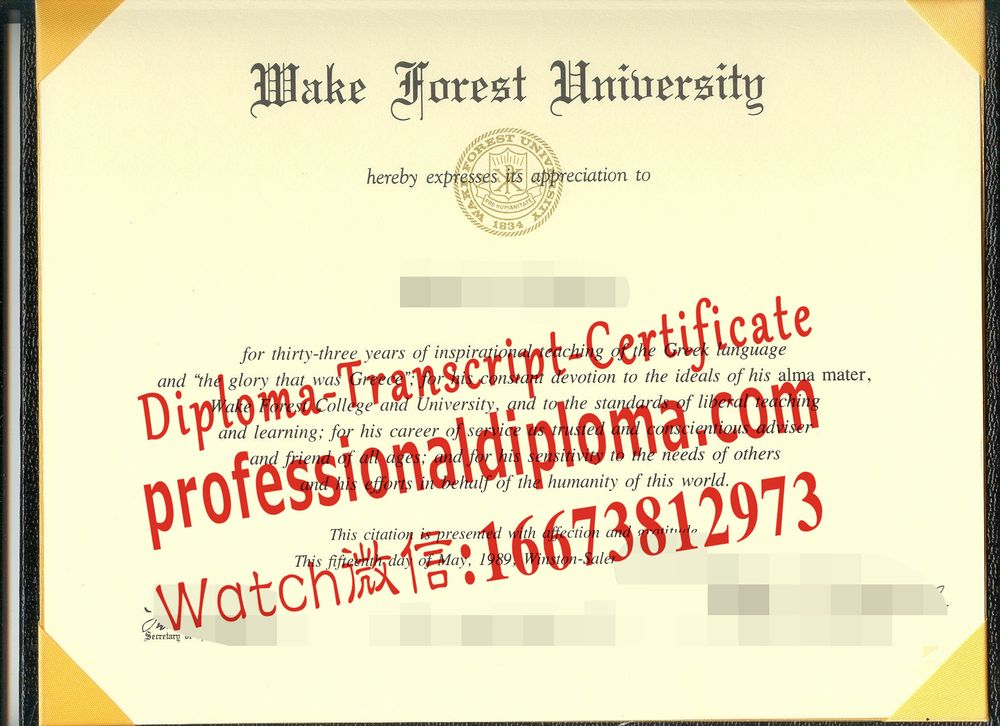 Wake Forest University
hereby expresses its appreciation to
WAKE FOREST UNIVERSITY
PRO HUMANITATE
1834
for thirty-three years of inspirational teaching of the Greek language
and "the glory that was Greece"; for his constant devotion to the ideals of his alma mater,
Wake Forest College and University, and to the standards of liberal teaching
and learning; for his career of service as trusted and conscientious adviser
and friend of all ages; and for his sensitivity to the needs of others
and his efforts in behalf of the humanity of this world.
This citation is presented with affection and gratitude
This fifteenth day of May, 1989, Winston-Salem
Secretary
Diploma-Transcript-Certificate
professionaldiploma.com
Watch微信:16673812973